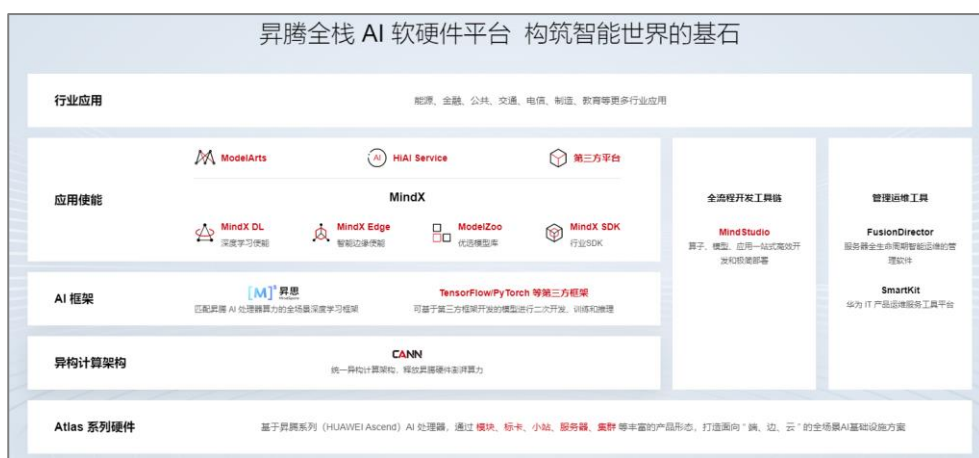 昇腾全栈 AI 软硬件平台 构筑智能世界的基石
行业应用
能源、金融、公共、交通、电信、制造、教育等更多行业应用
应用使能
ModelArts
HiAI Service
第三方平台
MindX
MindX DL
深度学习使能
MindX Edge
智能边缘使能
ModelZoo
优选模型库
MindX SDK
行业SDK
AI 框架
[M]³ 昇思
MindSpore
匹配昇腾 AI 处理器算力的全场景深度学习框架
TensorFlow/PyTorch 等第三方框架
可基于第三方框架开发的模型进行二次开发、训练和推理
异构计算架构
CANN
统一异构计算架构，释放昇腾硬件澎湃算力
全流程开发工具链
MindStudio
算子、模型、应用一站式高效开
发和极简部署
管理运维工具
FusionDirector
服务器全生命周期智能运维的管
理软件
SmartKit
华为 IT 产品运维服务工具平台
Atlas 系列硬件
基于昇腾系列（HUAWEI Ascend）AI 处理器，通过 模块、标卡、小站、服务器、集群 等丰富的产品形态，打造面向“端、边、云”的全场景AI基础设施方案